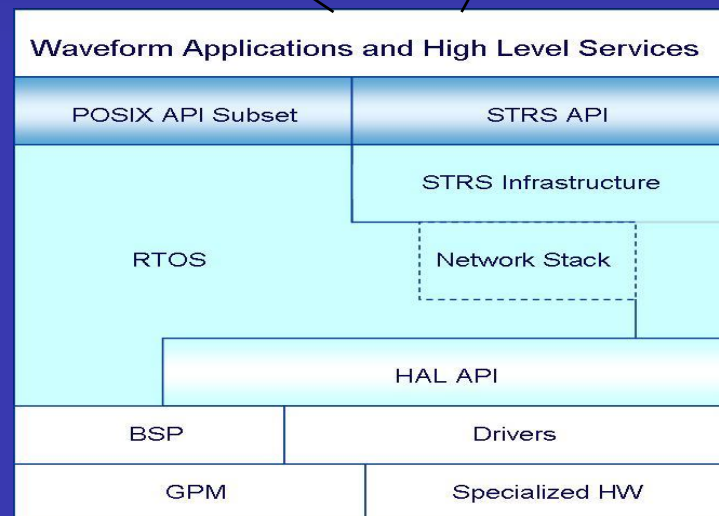 Waveform Applications and High Level Services
POSIX API Subset
STRS API
STRS Infrastructure
RTOS
Network Stack
HAL API
BSP
Drivers
GPM
Specialized HW